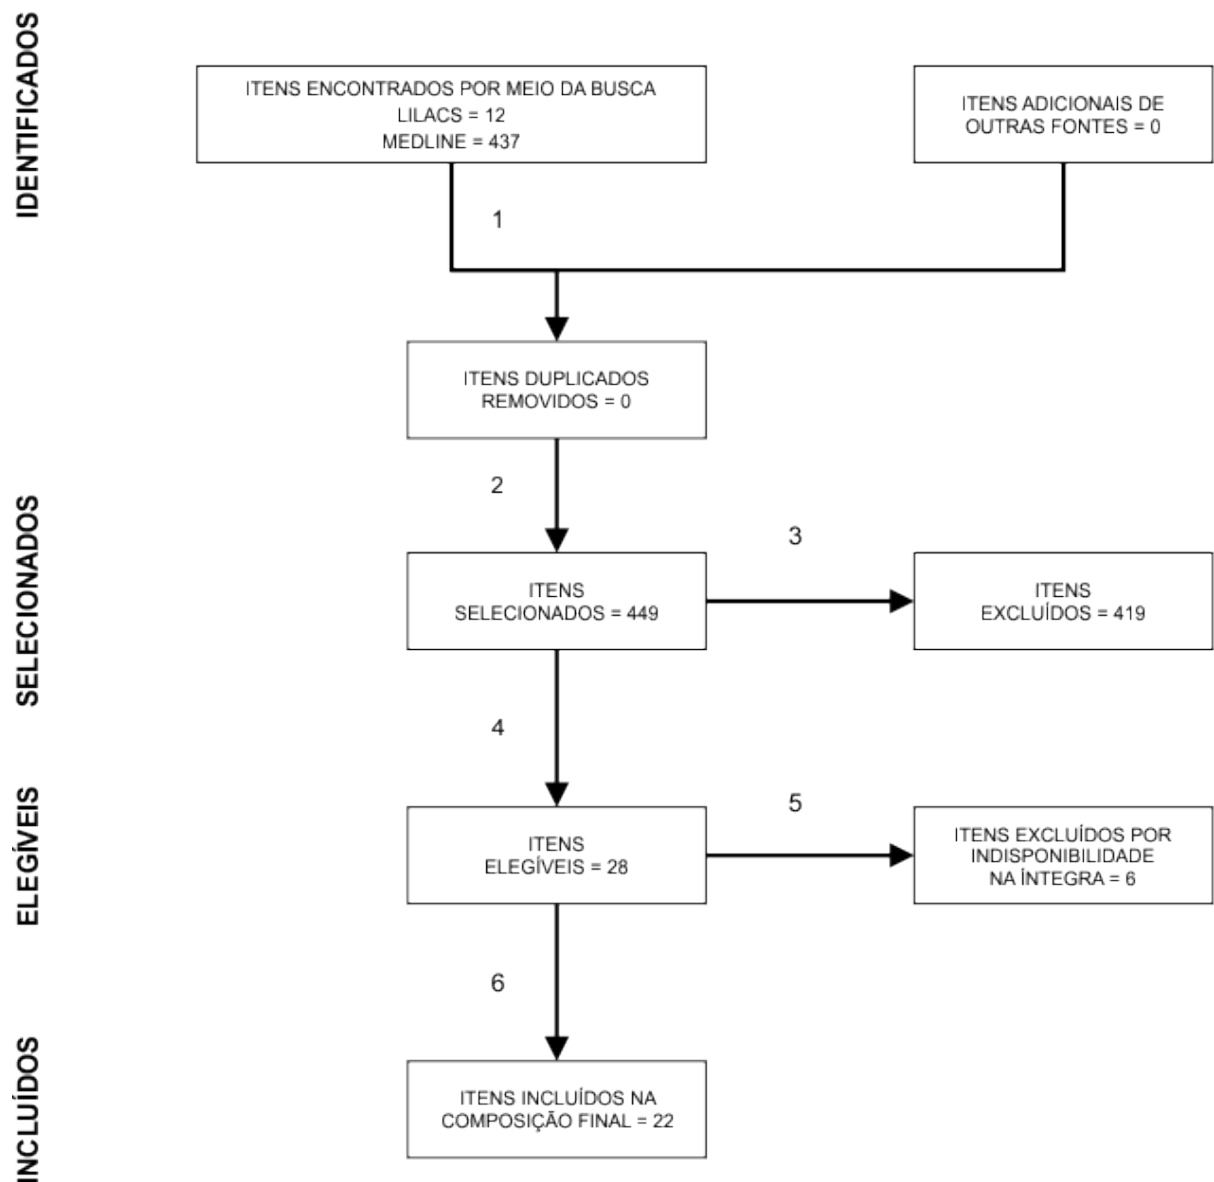 IDENTIFICADOS
ITENS ENCONTRADOS POR MEIO DA BUSCA
LILACS = 12
MEDLINE = 437
ITENS ADICIONAIS DE
OUTRAS FONTES = 0
1
ITENS DUPLICADOS
REMOVIDOS = 0
2
SELECIONADOS
ITENS
SELECIONADOS = 449
3
ITENS
EXCLUÍDOS = 419
4
ELEGÍVEIS
ITENS
ELEGÍVEIS = 28
5
ITENS EXCLUÍDOS POR
INDISPONIBILIDADE
NA ÍNTEGRA = 6
6
INCLUÍDOS
ITENS INCLUÍDOS NA
COMPOSIÇÃO FINAL = 22